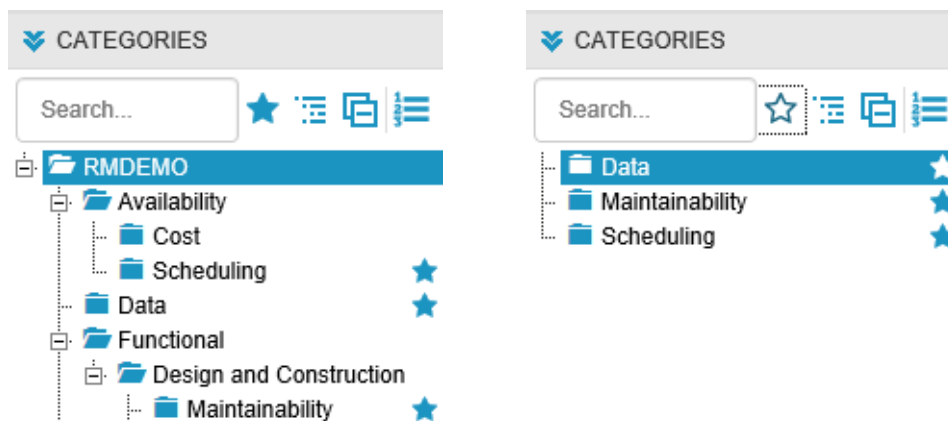 CATEGORIES
Search...
RMDEMO
Availability
Cost
Scheduling
Data
Functional
Design and Construction
Maintainability
CATEGORIES
Search...
Data
Maintainability
Scheduling